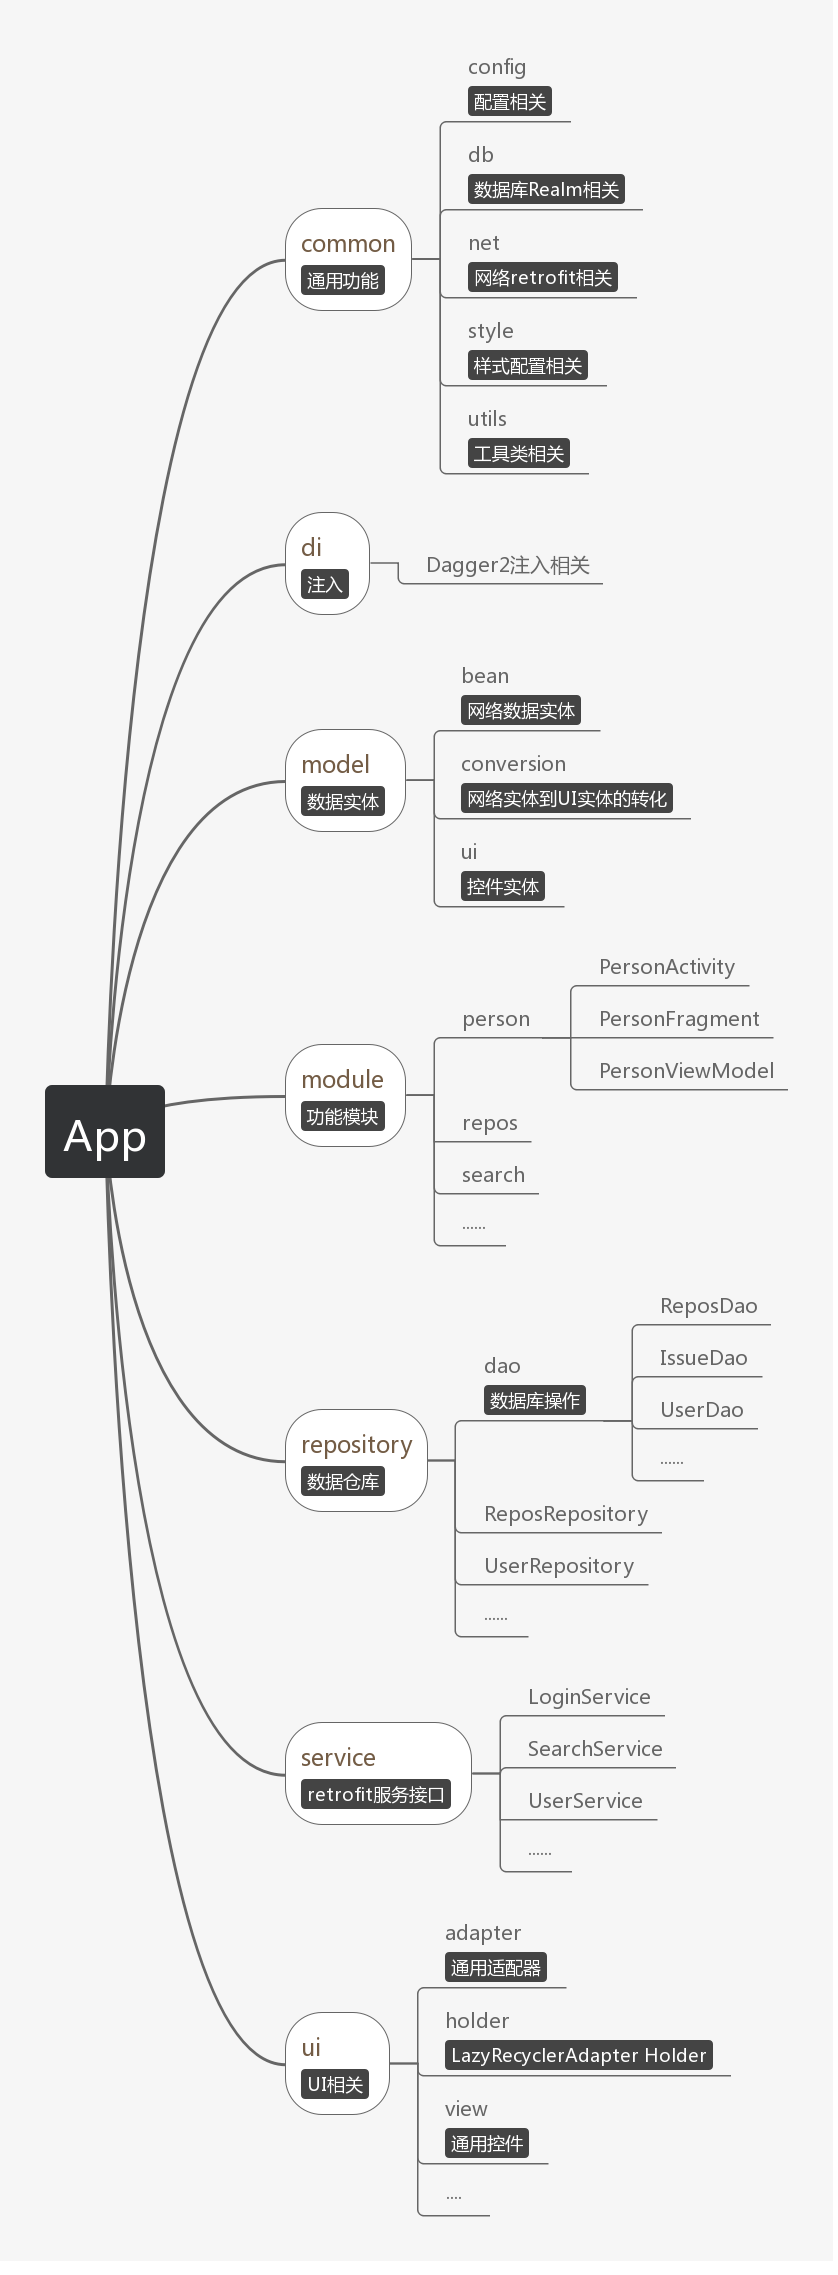 config
配置相关
db
数据库Realm相关
common
通用功能
net
网络retrofit相关
style
样式配置相关
utils
工具类相关
di
注入
Dagger2注入相关
bean
网络数据实体
model
数据实体
conversion
网络实体到UI实体的转化
ui
控件实体
PersonActivity
person
PersonFragment
PersonViewModel
module
功能模块
repos
search
......
App
ReposDao
dao
数据库操作
IssueDao
UserDao
......
repository
数据仓库
ReposRepository
UserRepository
......
LoginService
service
retrofit服务接口
SearchService
UserService
......
adapter
通用适配器
ui
UI相关
holder
LazyRecyclerAdapter Holder
view
通用控件
....